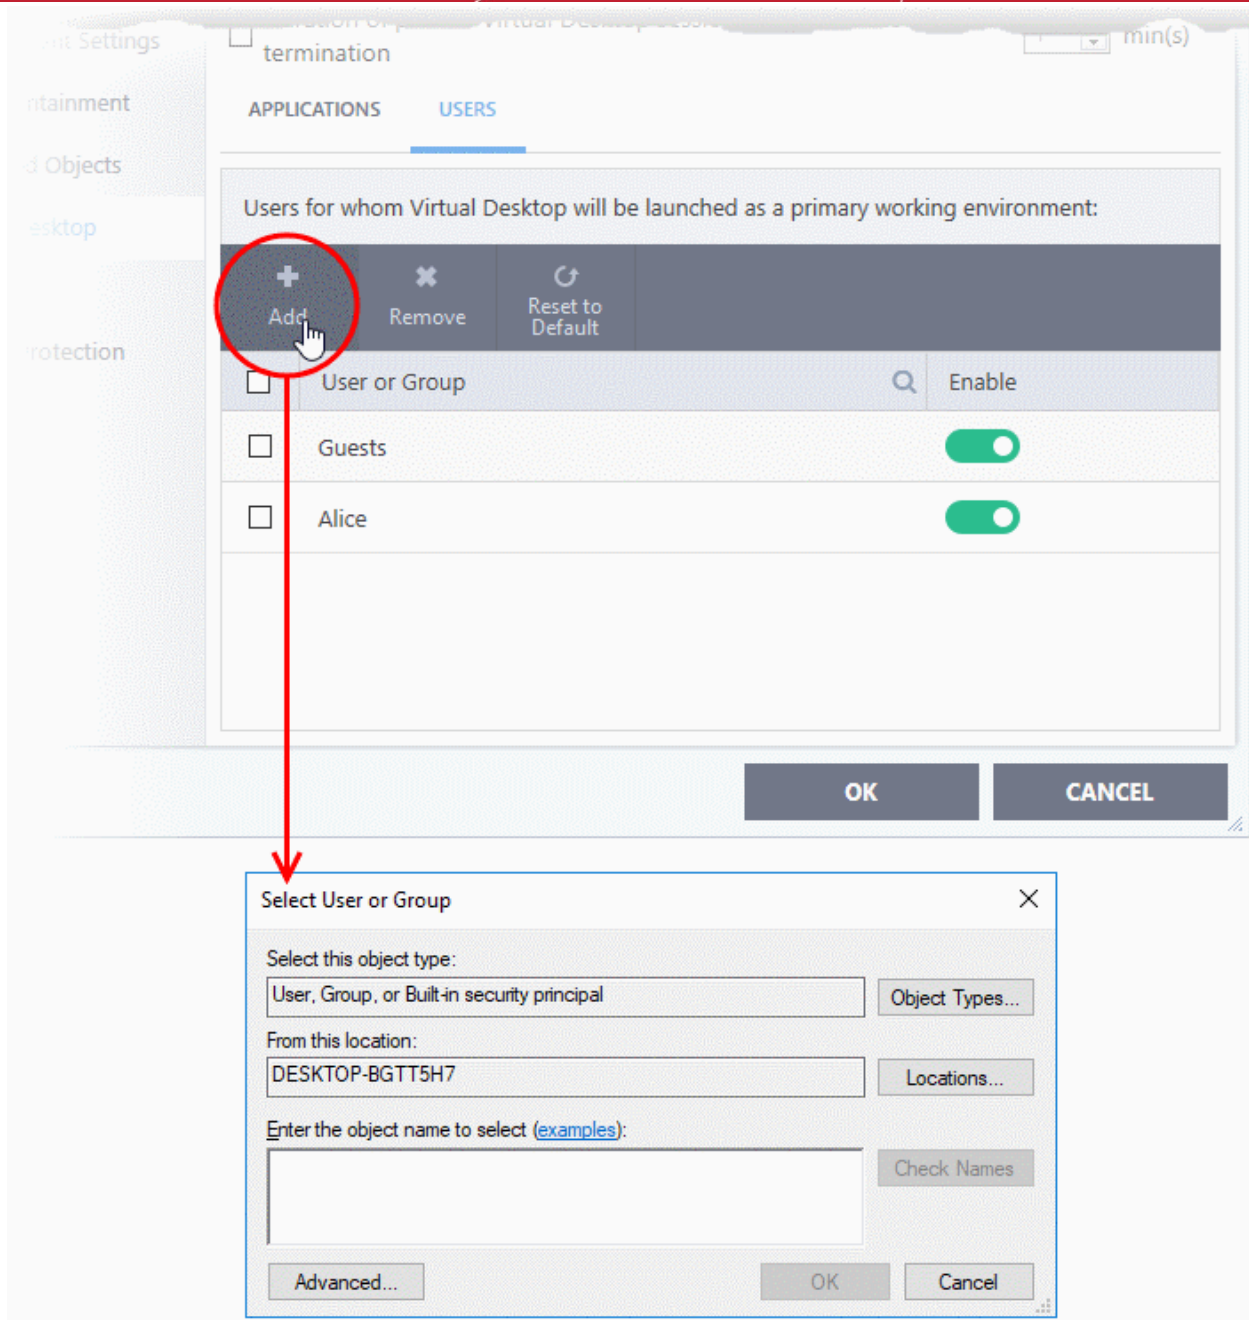 Settings
termination
min(s)
ntainment
APPLICATIONS USERS
d Objects
Users for whom Virtual Desktop will be launched as a primary working environment:
esktop
Add Remove Reset to
Default
rotection
User or Group Enable
Guests
Alice
OK CANCEL
Select User or Group
Select this object type:
User, Group, or Built-in security principal Object Types...
From this location:
DESKTOP-BGTT5H7 Locations...
Enter the object name to select (examples):
Check Names
Advanced... OK Cancel